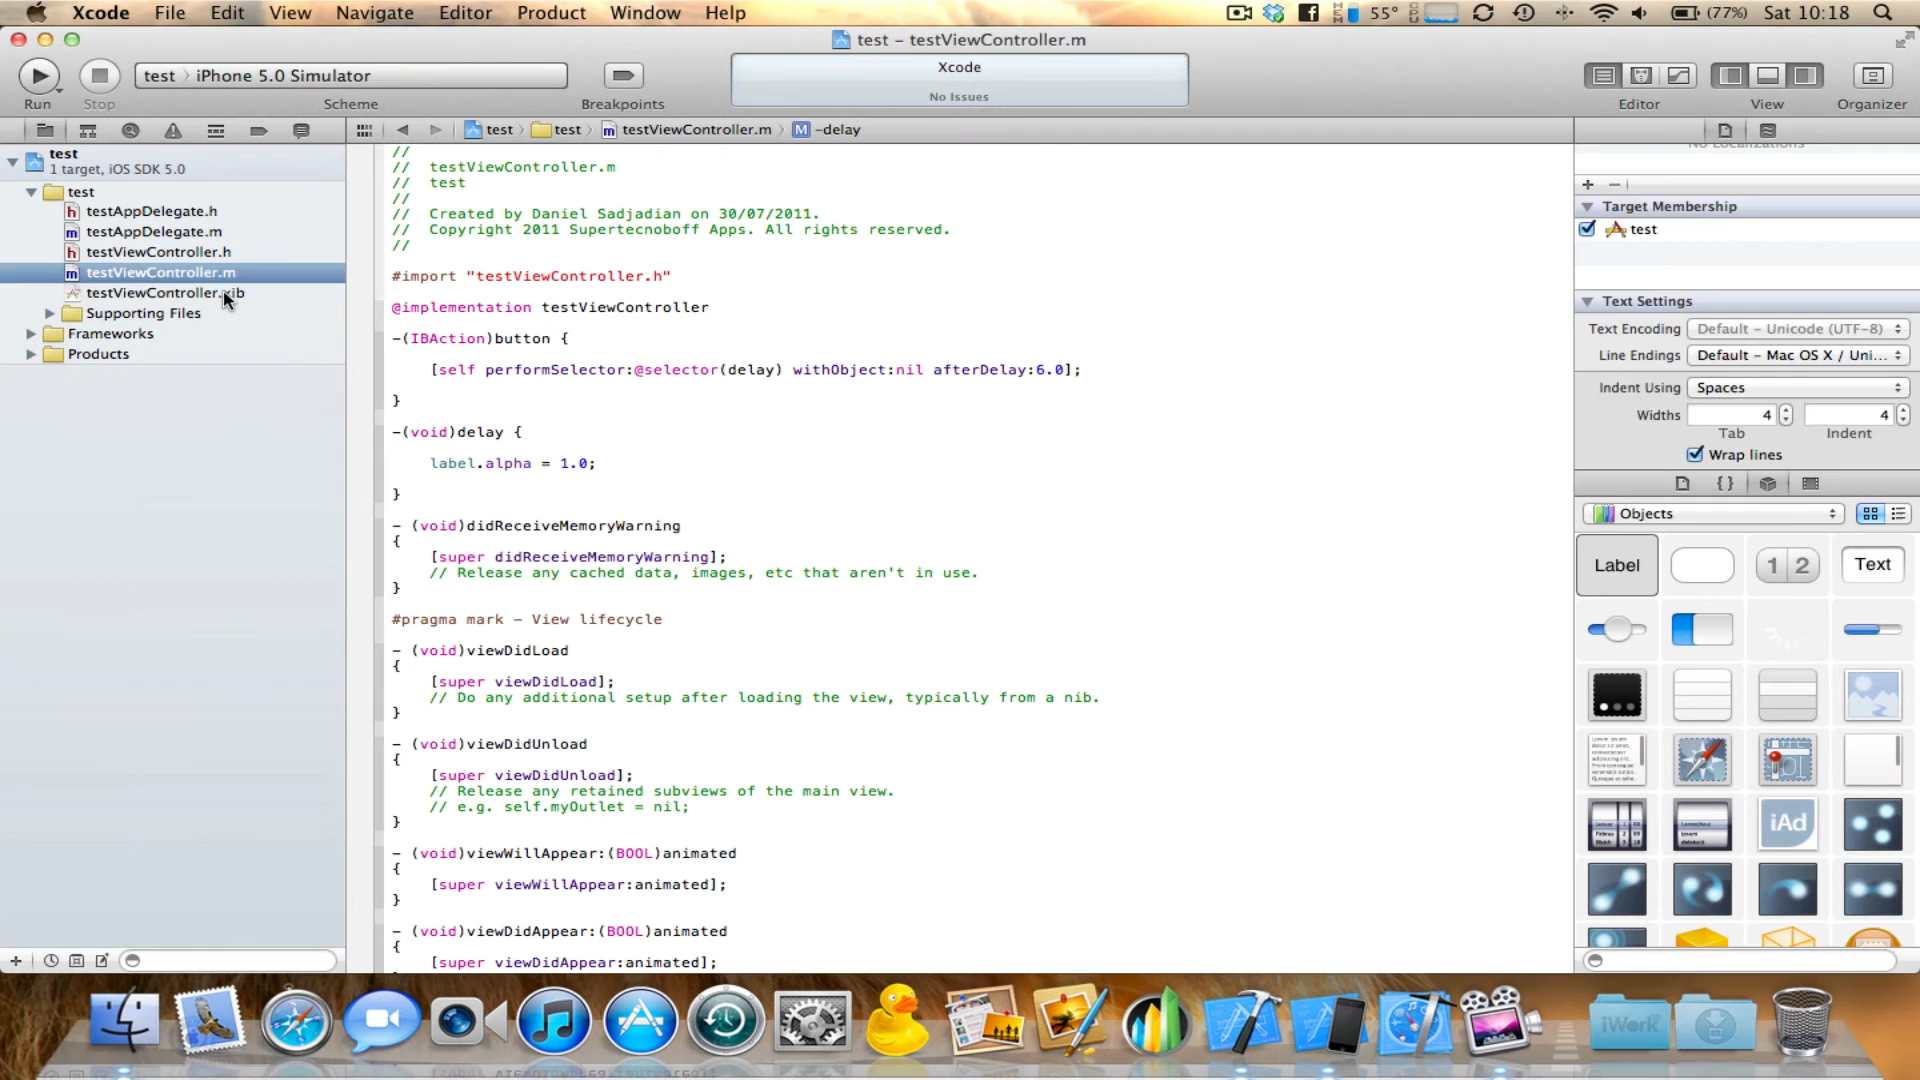 Xcode File Edit View Navigate Editor Product Window Help
MEM 55° CPU (77%) Sat 10:18
test – testViewController.m
test iPhone 5.0 Simulator
Xcode
No Issues
Run Stop Scheme Breakpoints Editor View Organizer
test test testViewController.m M -delay
test
1 target, iOS SDK 5.0
test
h testAppDelegate.h
m testAppDelegate.m
h testViewController.h
m testViewController.m
testViewController.xib
Supporting Files
Frameworks
Products
//
// testViewController.m
// test
//
// Created by Daniel Sadjadian on 30/07/2011.
// Copyright 2011 Supertecnoboff Apps. All rights reserved.
//
#import "testViewController.h"
@implementation testViewController
-(IBAction)button {
[self performSelector:@selector(delay) withObject:nil afterDelay:6.0];
}
-(void)delay {
label.alpha = 1.0;
}
- (void)didReceiveMemoryWarning
{
[super didReceiveMemoryWarning];
// Release any cached data, images, etc that aren't in use.
}
#pragma mark - View lifecycle
- (void)viewDidLoad
{
[super viewDidLoad];
// Do any additional setup after loading the view, typically from a nib.
}
- (void)viewDidUnload
{
[super viewDidUnload];
// Release any retained subviews of the main view.
// e.g. self.myOutlet = nil;
}
- (void)viewWillAppear:(BOOL)animated
{
[super viewWillAppear:animated];
}
- (void)viewDidAppear:(BOOL)animated
{
[super viewDidAppear:animated];
No Localizations
Target Membership
test
Text Settings
Text Encoding Default – Unicode (UTF-8)
Line Endings Default – Mac OS X / Uni...
Indent Using Spaces
Widths 4 4
Tab Indent
Wrap lines
{}
Objects
Label 1 2 Text
iAd
iWork